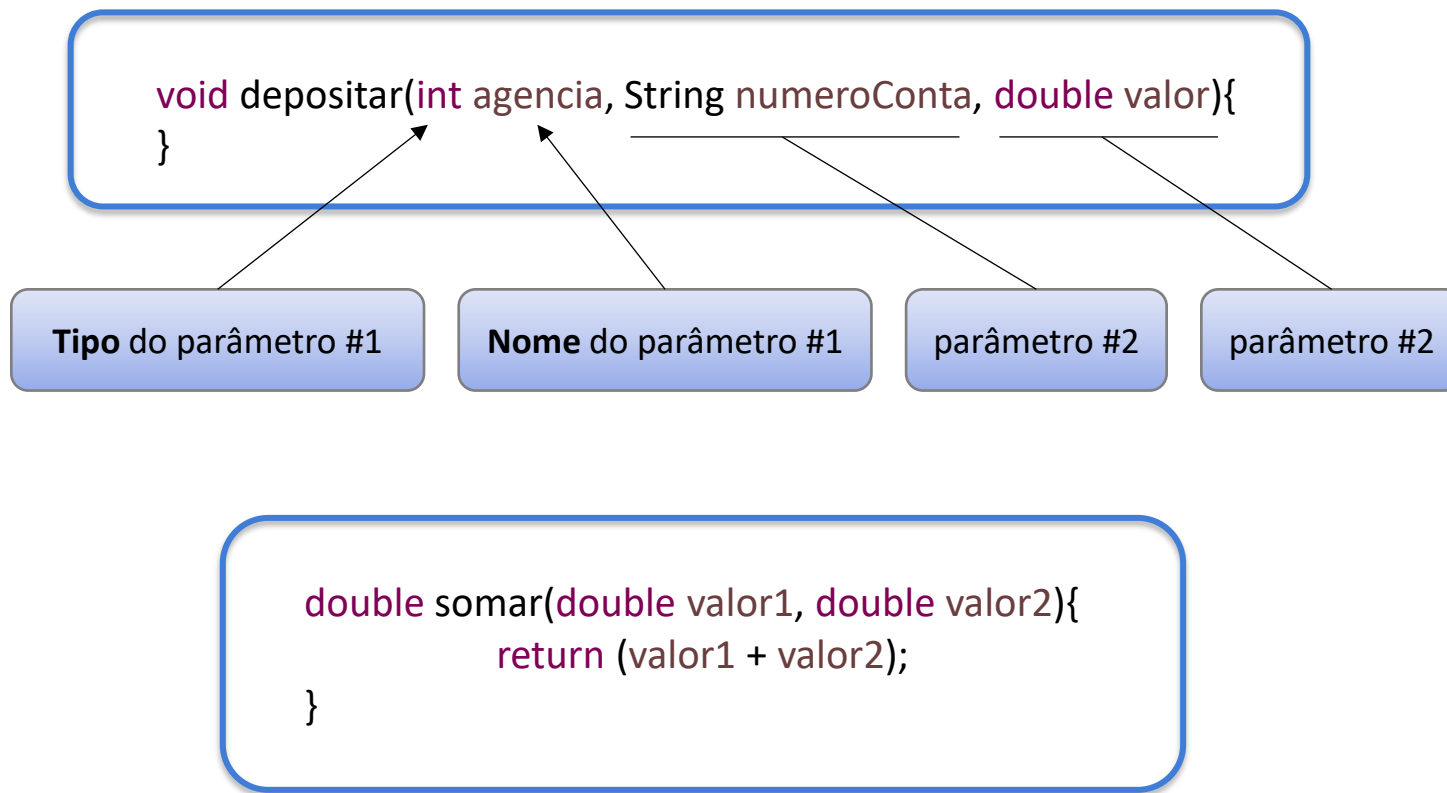 void depositar(int agencia, String numeroConta, double valor){
}
Tipo do parâmetro #1
Nome do parâmetro #1
parâmetro #2
parâmetro #2
double somar(double valor1, double valor2){
return (valor1 + valor2);
}